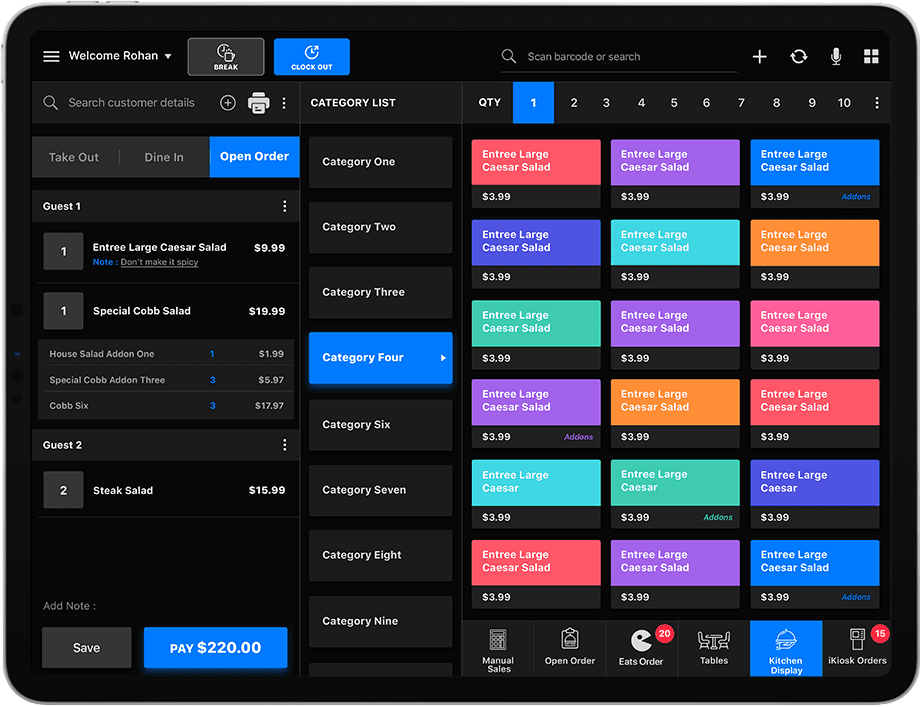 Welcome Rohan
BREAK
CLOCK OUT
Scan barcode or search
Search customer details
CATEGORY LIST
QTY 1 2 3 4 5 6 7 8 9 10
Take Out
Dine In
Open Order
Guest 1
1 Entree Large Caesar Salad $9.99
Note : Don't make it spicy
1 Special Cobb Salad $19.99
House Salad Addon One 1 $1.99
Special Cobb Addon Three 3 $5.97
Cobb Six 3 $17.97
Guest 2
2 Steak Salad $15.99
Add Note :
Save
PAY $220.00
Category One
Category Two
Category Three
Category Four
Category Six
Category Seven
Category Eight
Category Nine
Entree Large
Caesar Salad
$3.99
Entree Large
Caesar Salad
$3.99
Entree Large
Caesar Salad
$3.99 Addons
Entree Large
Caesar Salad
$3.99
Entree Large
Caesar Salad
$3.99
Entree Large
Caesar Salad
$3.99
Entree Large
Caesar Salad
$3.99
Entree Large
Caesar Salad
$3.99
Entree Large
Caesar Salad
$3.99
Entree Large
Caesar Salad
$3.99 Addons
Entree Large
Caesar Salad
$3.99
Entree Large
Caesar Salad
$3.99
Entree Large
Caesar
$3.99
Entree Large
Caesar
$3.99 Addons
Entree Large
Caesar
$3.99
Entree Large
Caesar Salad
$3.99
Entree Large
Caesar Salad
$3.99
Entree Large
Caesar Salad
$3.99 Addons
Manual
Sales
Open Order
20
Eats Order
Tables
Kitchen
Display
15
iKiosk Orders